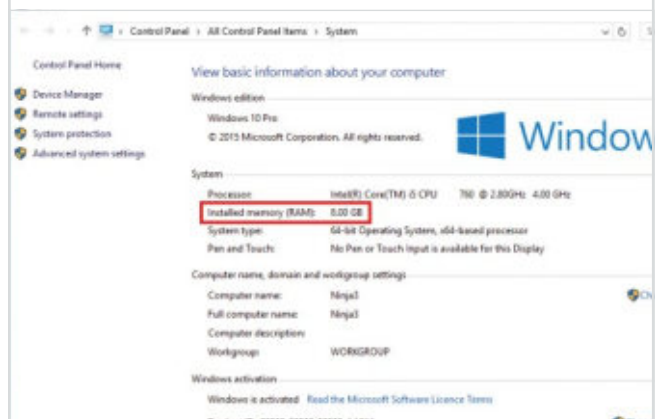 Control Panel › All Control Panel Items › System
Control Panel Home
Device Manager
Remote settings
System protection
Advanced system settings
View basic information about your computer
Windows edition
Windows 10 Pro
© 2015 Microsoft Corporation. All rights reserved.
Window
System
Processor: Intel(R) Core(TM) i5 CPU 760 @ 2.80GHz 4.00 GHz
Installed memory (RAM): 8.00 GB
System type: 64-bit Operating System, x64-based processor
Pen and Touch: No Pen or Touch Input is available for this Display
Computer name, domain and workgroup settings
Computer name: Ninja3
Full computer name: Ninja3
Computer description:
Workgroup: WORKGROUP
Windows activation
Windows is activated Read the Microsoft Software Licence Terms